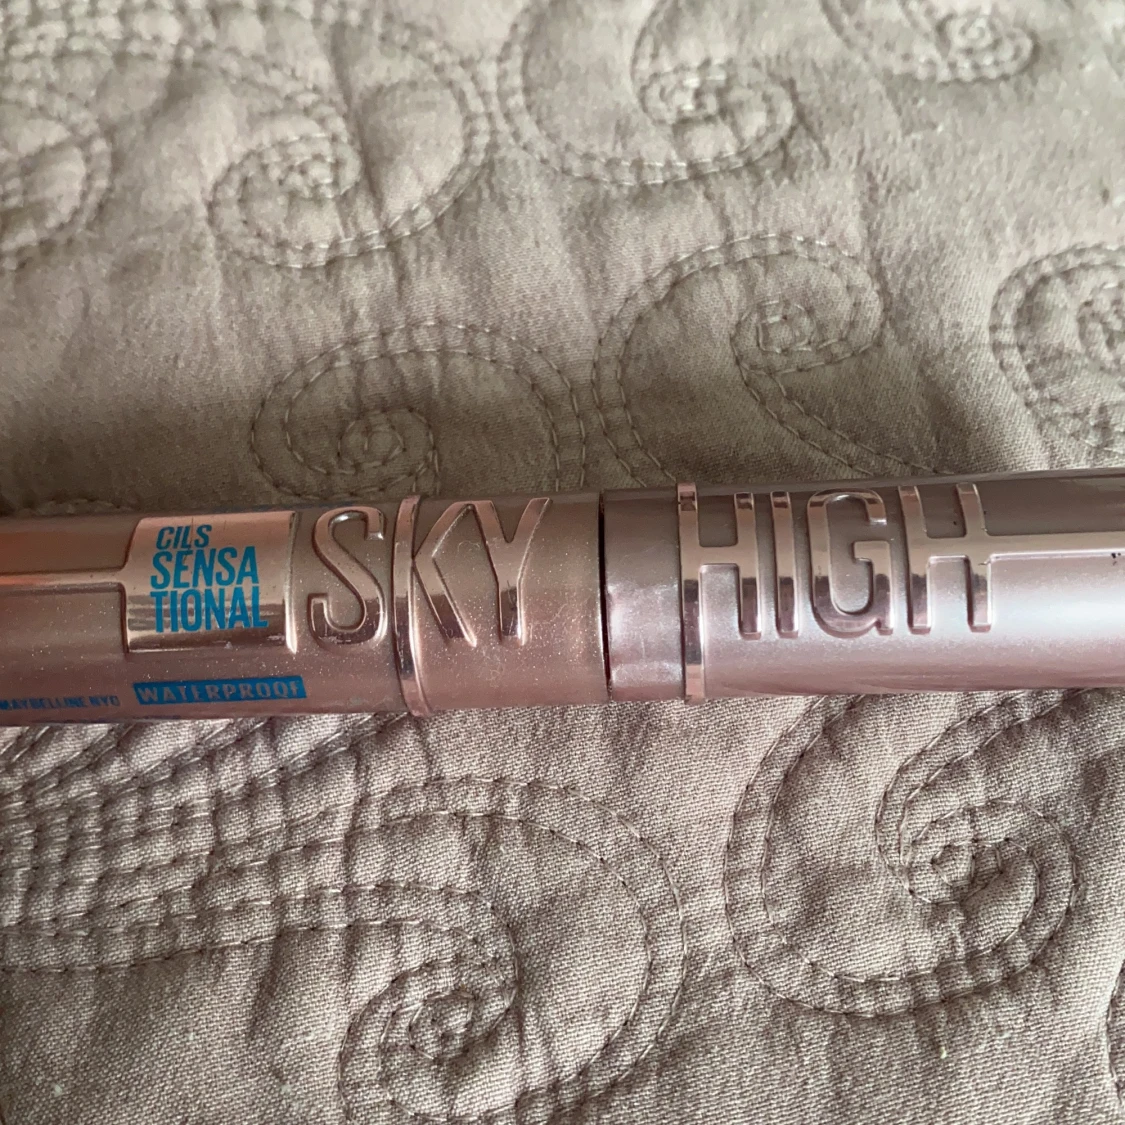 CILS
SENSA
TIONAL
SKY HIGH
MAYBELLINE NYC
WATERPROOF